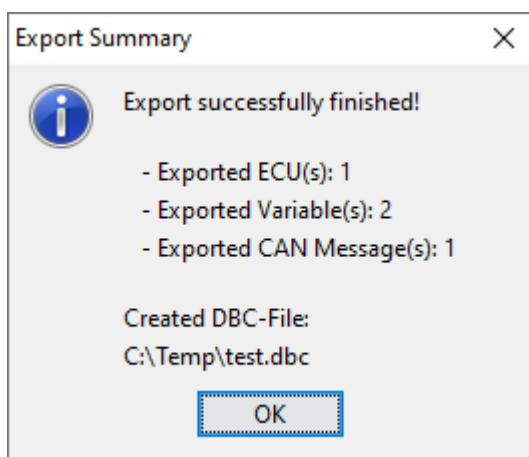 Export Summary
Export successfully finished!
- Exported ECU(s): 1
- Exported Variable(s): 2
- Exported CAN Message(s): 1
Created DBC-File:
C:\Temp\test.dbc
OK